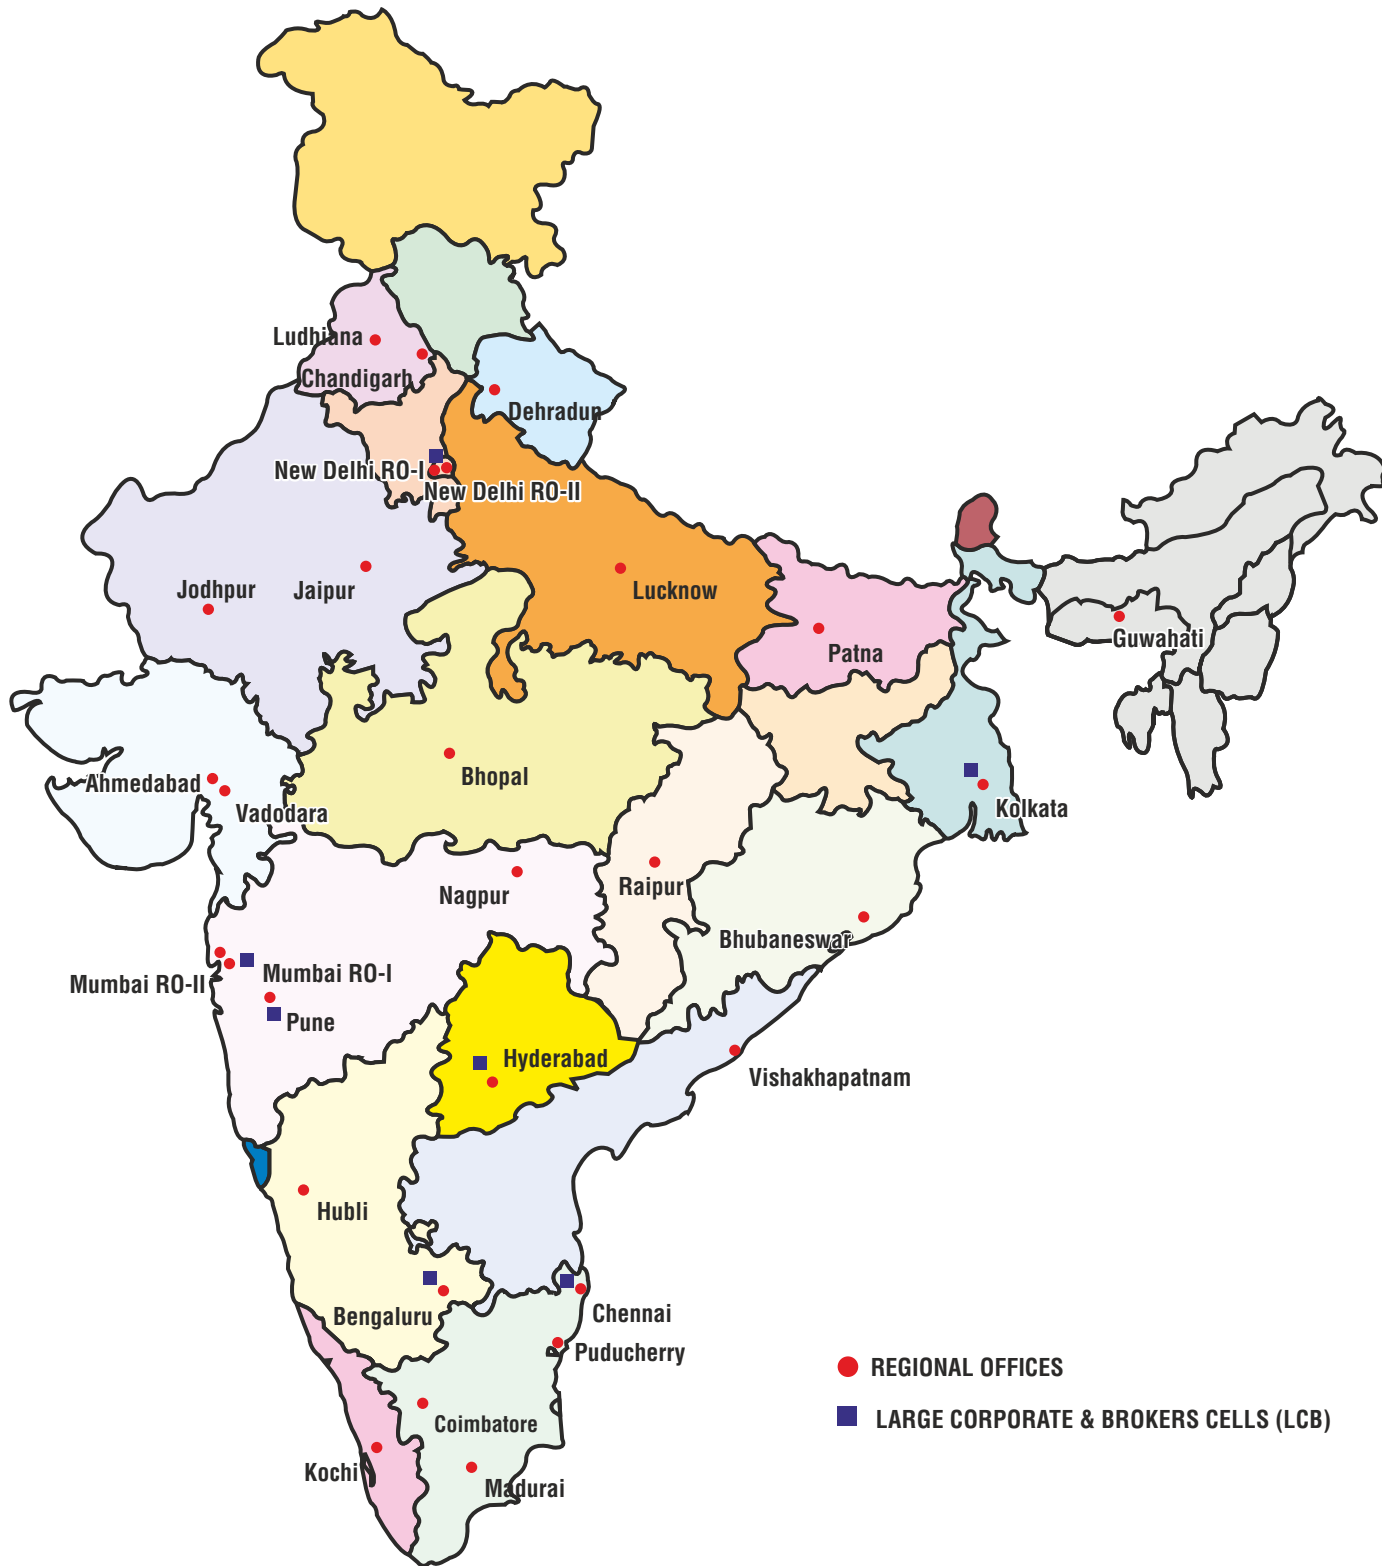 Ludhiana
Chandigarh
Dehradun
New Delhi RO-I
New Delhi RO-II
Jodhpur
Jaipur
Lucknow
Patna
Guwahati
Ahmedabad
Vadodara
Bhopal
Kolkata
Nagpur
Raipur
Bhubaneswar
Mumbai RO-II
Mumbai RO-I
Pune
Hyderabad
Vishakhapatnam
Hubli
Bengaluru
Chennai
Puducherry
REGIONAL OFFICES
LARGE CORPORATE & BROKERS CELLS (LCB)
Coimbatore
Kochi
Madurai